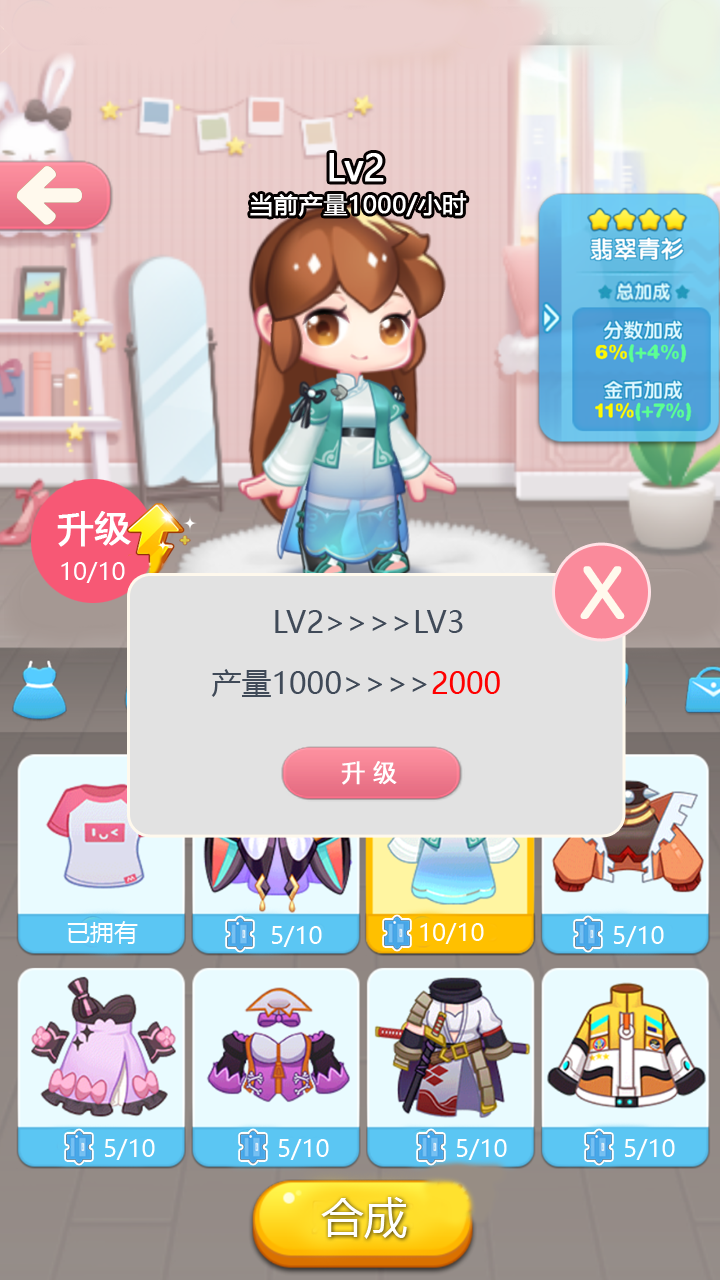 Lv2
当前产量1000/小时
翡翠青衫
总加成
分数加成
6%(+4%)
金币加成
11%(+7%)
升级
10/10
X
LV2>>>>LV3
产量1000>>>>2000
升级
已拥有
5/10
10/10
5/10
5/10
5/10
5/10
5/10
合成